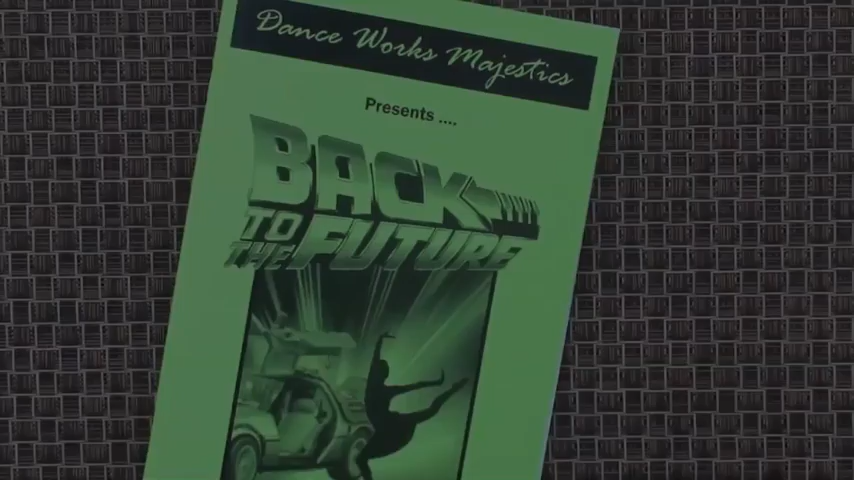 Dance Works Majestics
Presents ....
BACK
TO
THE FUTURE